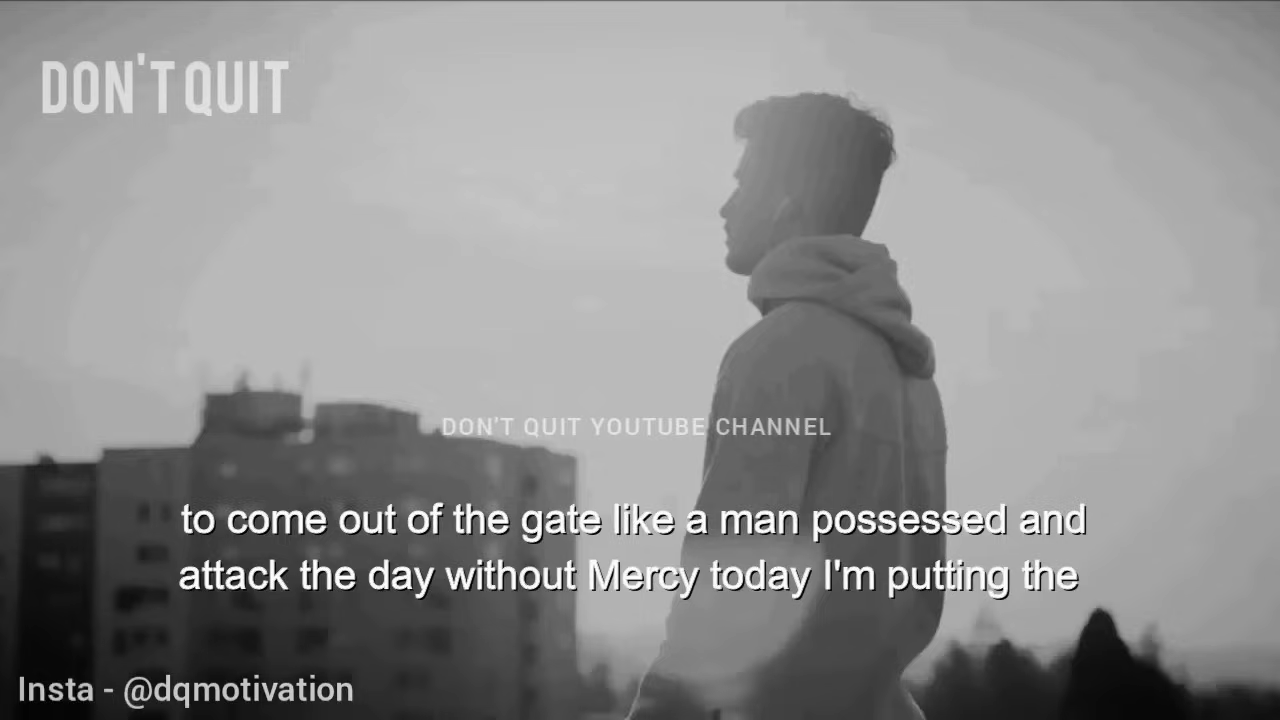 DON'T QUIT
DON'T QUIT YOUTUBE CHANNEL
to come out of the gate like a man possessed and
attack the day without Mercy today I'm putting the
Insta - @dqmotivation